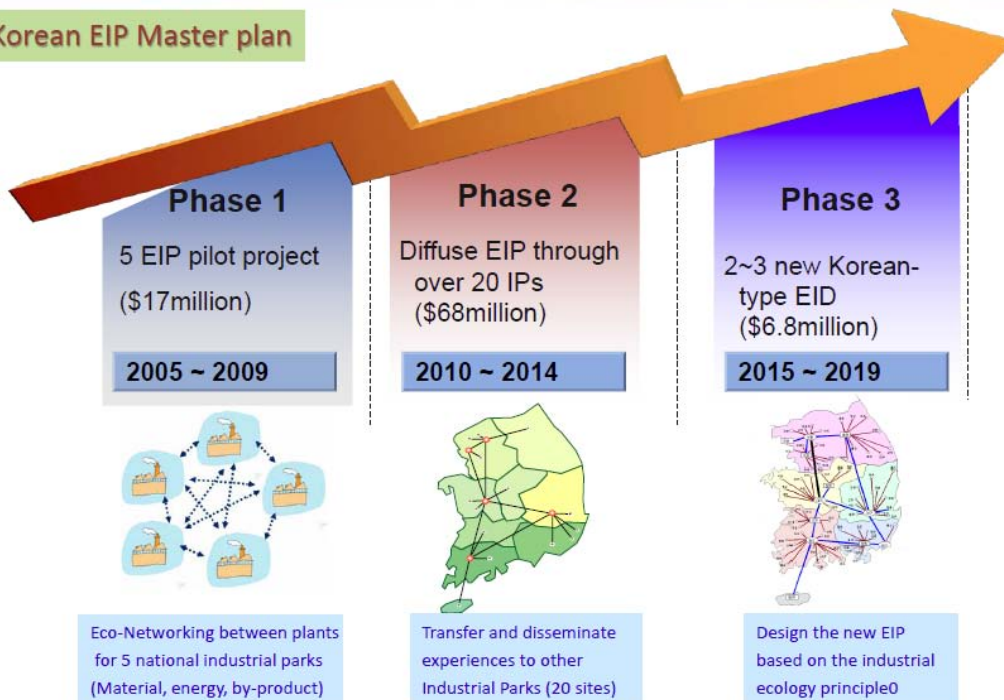 Korean EIP Master plan
Phase 1
5 EIP pilot project
($17million)
2005 ~ 2009
Phase 2
Diffuse EIP through
over 20 IPs
($68million)
2010 ~ 2014
Phase 3
2~3 new Korean-
type EID
($6.8million)
2015 ~ 2019
Eco-Networking between plants
for 5 national industrial parks
(Material, energy, by-product)
Transfer and disseminate
experiences to other
Industrial Parks (20 sites)
Design the new EIP
based on the industrial
ecology principle0